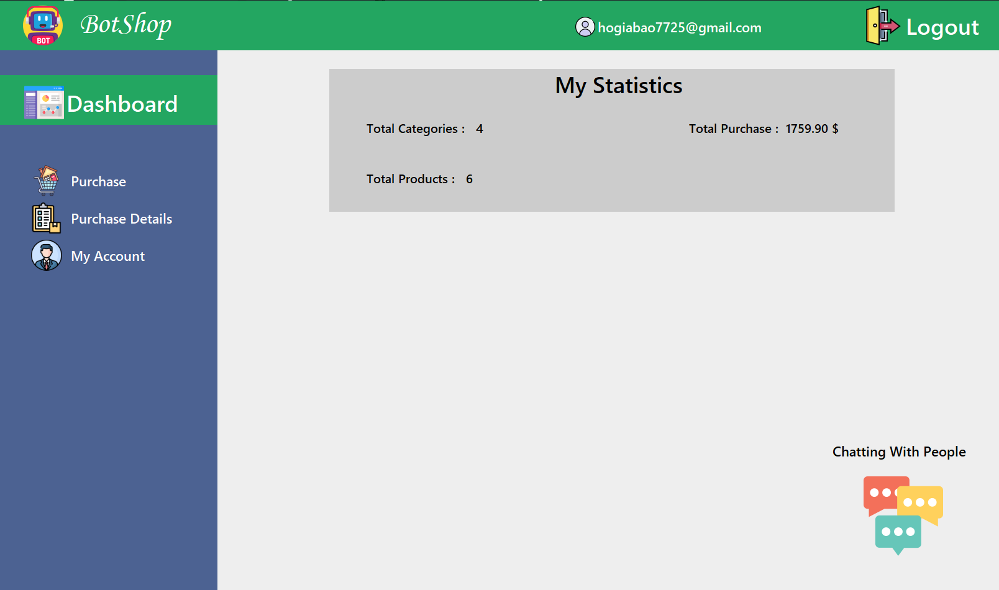 BotShop
BOT
hogiabao7725@gmail.com
Logout
Dashboard
Purchase
Purchase Details
My Account
My Statistics
Total Categories : 4
Total Purchase : 1759.90 $
Total Products : 6
Chatting With People